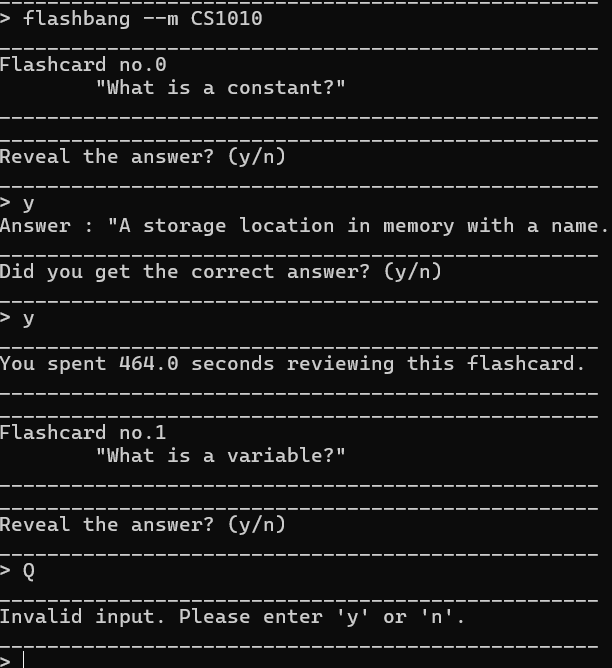 > flashbang --m CS1010
Flashcard no.0
"What is a constant?"
Reveal the answer? (y/n)
> y
Answer : "A storage location in memory with a name.
Did you get the correct answer? (y/n)
> y
You spent 464.0 seconds reviewing this flashcard.
Flashcard no.1
"What is a variable?"
Reveal the answer? (y/n)
> Q
Invalid input. Please enter 'y' or 'n'.
>